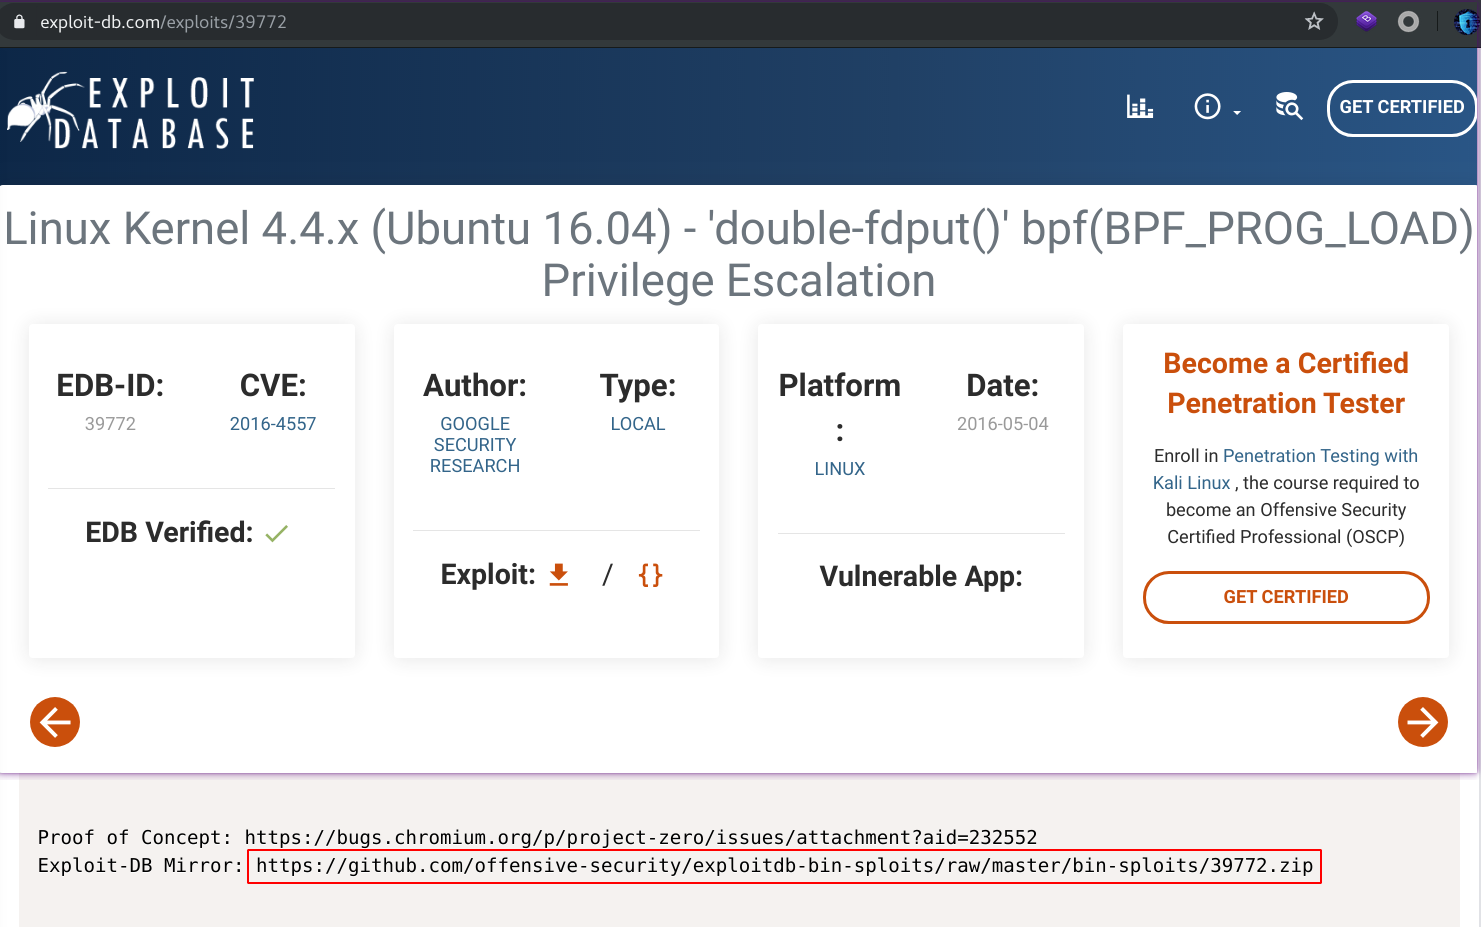 exploit-db.com/exploits/39772
EXPLOIT
DATABASE
GET CERTIFIED
Linux Kernel 4.4.x (Ubuntu 16.04) - 'double-fdput()' bpf(BPF_PROG_LOAD)
Privilege Escalation
EDB-ID:
39772
CVE:
2016-4557
EDB Verified:
Author:
GOOGLE
SECURITY
RESEARCH
Type:
LOCAL
Exploit:
/
{}
Platform
:
LINUX
Date:
2016-05-04
Vulnerable App:
Become a Certified
Penetration Tester
Enroll in Penetration Testing with
Kali Linux , the course required to
become an Offensive Security
Certified Professional (OSCP)
GET CERTIFIED
Proof of Concept: https://bugs.chromium.org/p/project-zero/issues/attachment?aid=232552
Exploit-DB Mirror: https://github.com/offensive-security/exploitdb-bin-sploits/raw/master/bin-sploits/39772.zip